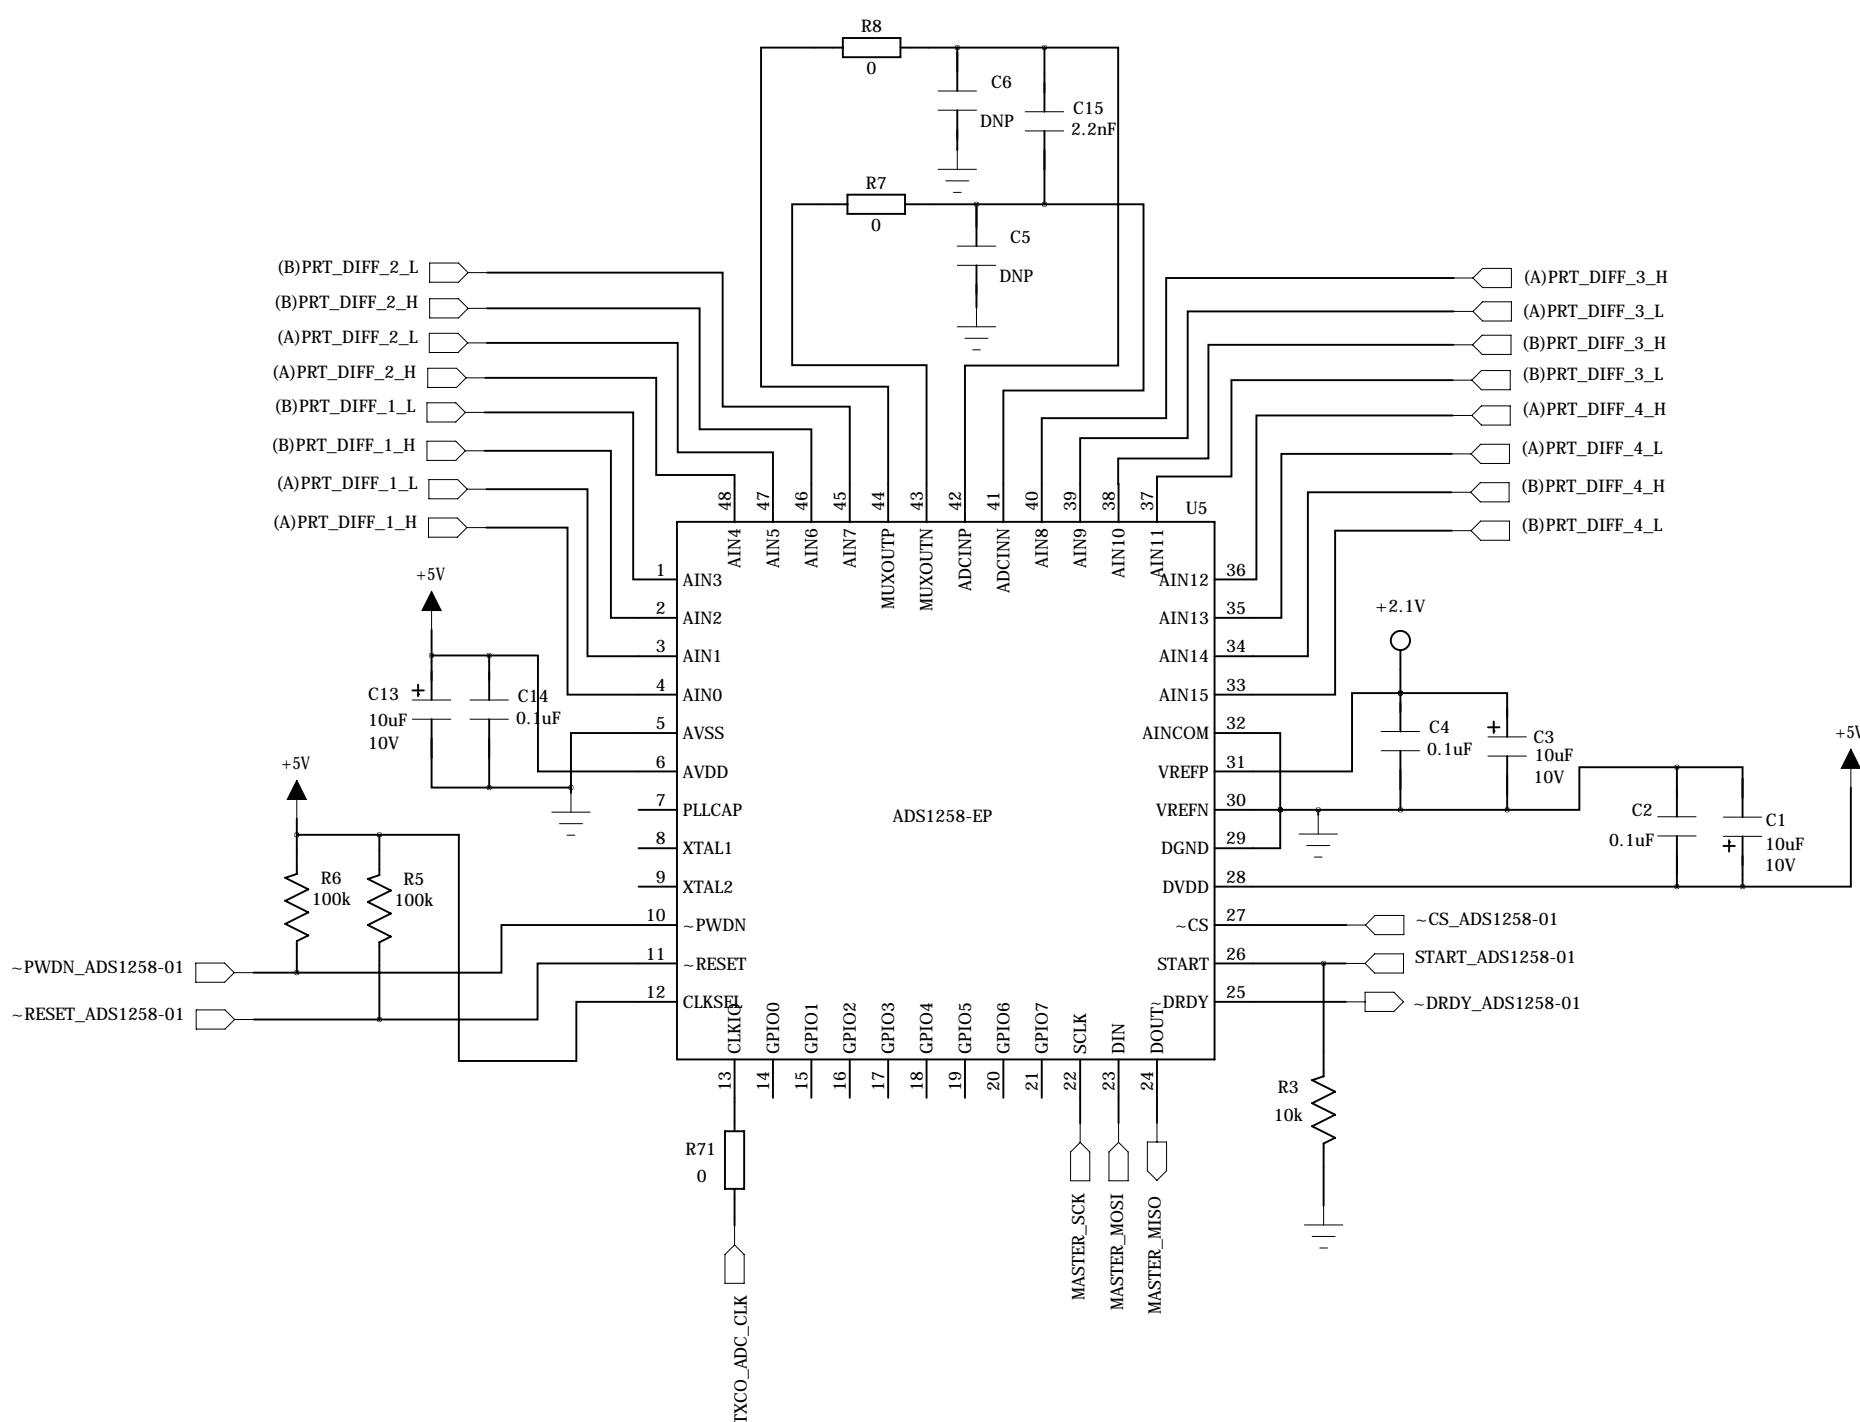 R8
0
C6
DNP
C15
2.2nF
R7
0
C5
DNP
(B)PRT_DIFF_2_L
(B)PRT_DIFF_2_H
(A)PRT_DIFF_2_L
(A)PRT_DIFF_2_H
(B)PRT_DIFF_1_L
(B)PRT_DIFF_1_H
(A)PRT_DIFF_1_L
(A)PRT_DIFF_1_H
(A)PRT_DIFF_3_H
(A)PRT_DIFF_3_L
(B)PRT_DIFF_3_H
(B)PRT_DIFF_3_L
(A)PRT_DIFF_4_H
(A)PRT_DIFF_4_L
(B)PRT_DIFF_4_H
(B)PRT_DIFF_4_L
48
47
46
45
44
43
42
41
40
39
38
37
U5
AIN4
AIN5
AIN6
AIN7
MUXOUTP
MUXOUTN
ADCINP
ADCINN
AIN8
AIN9
AIN10
AIN11
1 AIN3
2 AIN2
3 AIN1
4 AIN0
5 AVSS
6 AVDD
7 PLLCAP
8 XTAL1
9 XTAL2
10 ~PWDN
11 ~RESET
12 CLKSEL
AIN12 36
AIN13 35
AIN14 34
AIN15 33
AINCOM 32
VREFP 31
VREFN 30
DGND 29
DVDD 28
~CS 27
START 26
~DRDY 25
ADS1258-EP
+5V
C13
10uF
10V
+
C14
0.1uF
+5V
R6
100k
R5
100k
~PWDN_ADS1258-01
~RESET_ADS1258-01
+2.1V
C4
0.1uF
+
C3
10uF
10V
C2
0.1uF
+
C1
10uF
10V
+5V
~CS_ADS1258-01
START_ADS1258-01
~DRDY_ADS1258-01
R3
10k
CLKIO
GPIO0
GPIO1
GPIO2
GPIO3
GPIO4
GPIO5
GPIO6
GPIO7
SCLK
DIN
DOUT
13
14
15
16
17
18
19
20
21
22
23
24
R71
0
TXCO_ADC_CLK
MASTER_SCK
MASTER_MOSI
MASTER_MISO